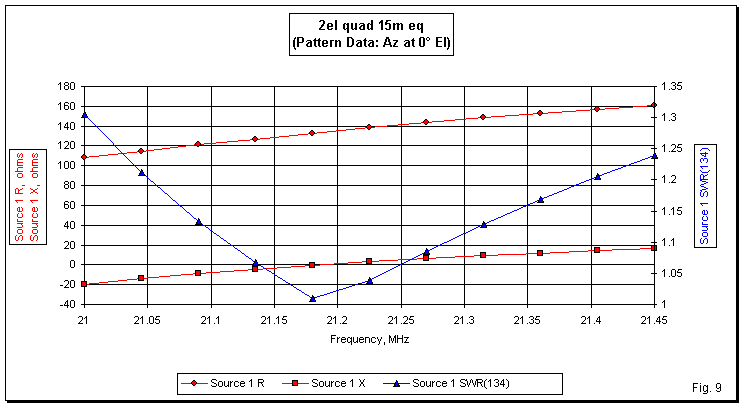 2el quad 15m eq
(Pattern Data: Az at 0° El)
180
160
140
120
100
80
60
40
20
0
-20
-40
Source 1 R, ohms
Source 1 X, ohms
1.35
1.3
1.25
1.2
1.15
1.1
1.05
1
Source 1 SWR(134)
21 21.05 21.1 21.15 21.2 21.25 21.3 21.35 21.4 21.45
Frequency, MHz
Source 1 R Source 1 X Source 1 SWR(134)
Fig. 9